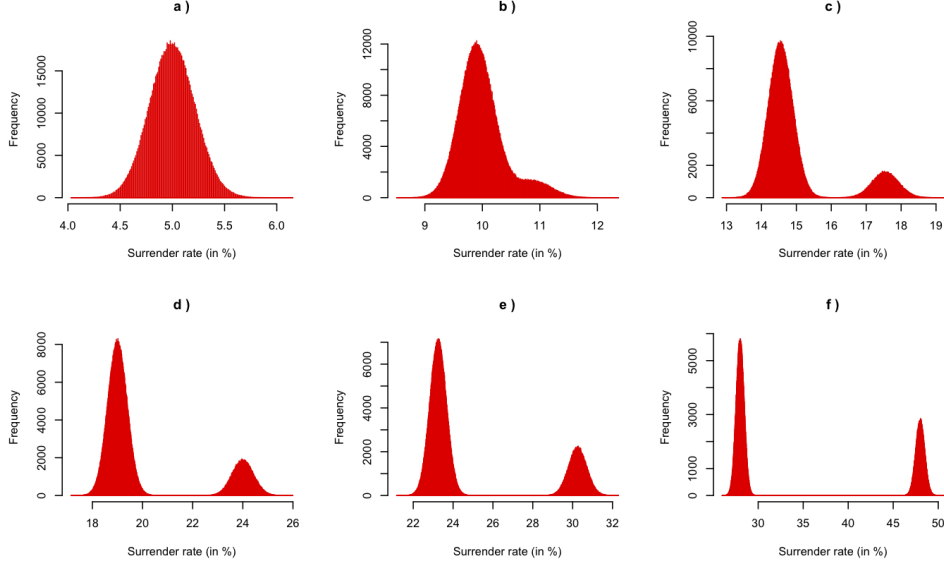 a )
Frequency
0 5000 10000 15000
4.0 4.5 5.0 5.5 6.0
Surrender rate (in %)
b )
Frequency
0 4000 8000 12000
9 10 11 12
Surrender rate (in %)
c )
Frequency
0 2000 6000 10000
13 14 15 16 17 18 19
Surrender rate (in %)
d )
Frequency
0 2000 4000 6000 8000
18 20 22 24 26
Surrender rate (in %)
e )
Frequency
0 1000 3000 5000 7000
22 24 26 28 30 32
Surrender rate (in %)
f )
Frequency
0 1000 3000 5000
30 35 40 45 50
Surrender rate (in %)